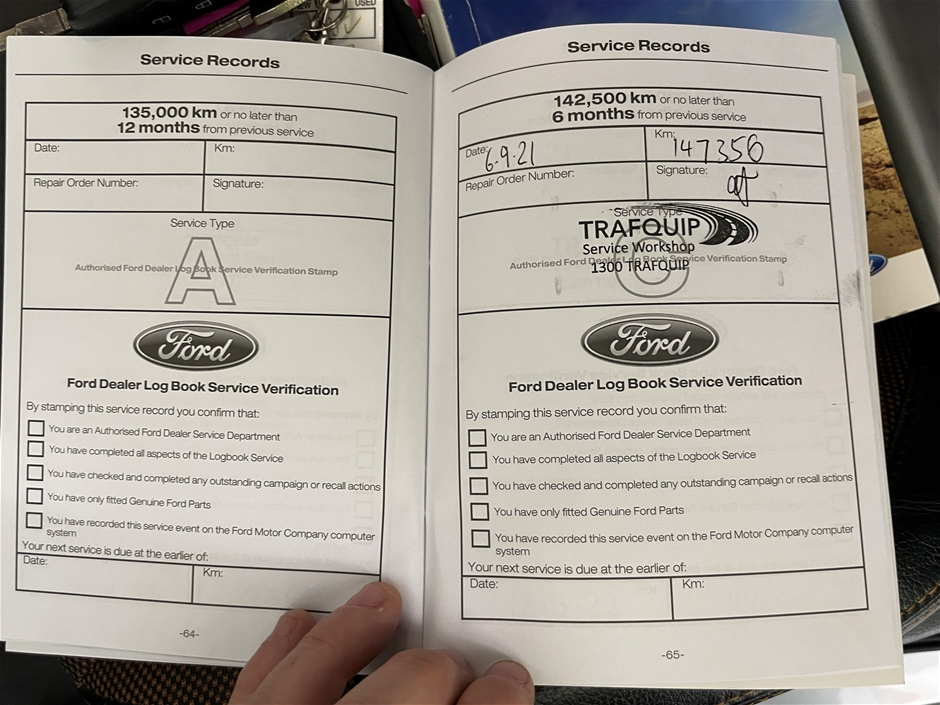 USED
Service Records
135,000 km or no later than
12 months from previous service
Date:
Km:
Repair Order Number:
Signature:
Service Type
A
Authorised Ford Dealer Log Book Service Verification Stamp
Ford
Ford Dealer Log Book Service Verification
By stamping this service record you confirm that:
You are an Authorised Ford Dealer Service Department
You have completed all aspects of the Logbook Service
You have checked and completed any outstanding campaign or recall actions
You have only fitted Genuine Ford Parts
You have recorded this service event on the Ford Motor Company computer
system
Your next service is due at the earlier of:
Date:
Km:
-64-
Service Records
142,500 km or no later than
6 months from previous service
Date: 6.9.21
Km: 147356
Repair Order Number:
Signature:
Service Type
TRAFQUIP
Service Workshop
Authorised Ford Dealer Log Book Service Verification Stamp
1300 TRAFQUIP
C
Ford
Ford Dealer Log Book Service Verification
By stamping this service record you confirm that:
You are an Authorised Ford Dealer Service Department
You have completed all aspects of the Logbook Service
You have checked and completed any outstanding campaign or recall actions
You have only fitted Genuine Ford Parts
You have recorded this service event on the Ford Motor Company computer
system
Your next service is due at the earlier of:
Date:
Km:
-65-